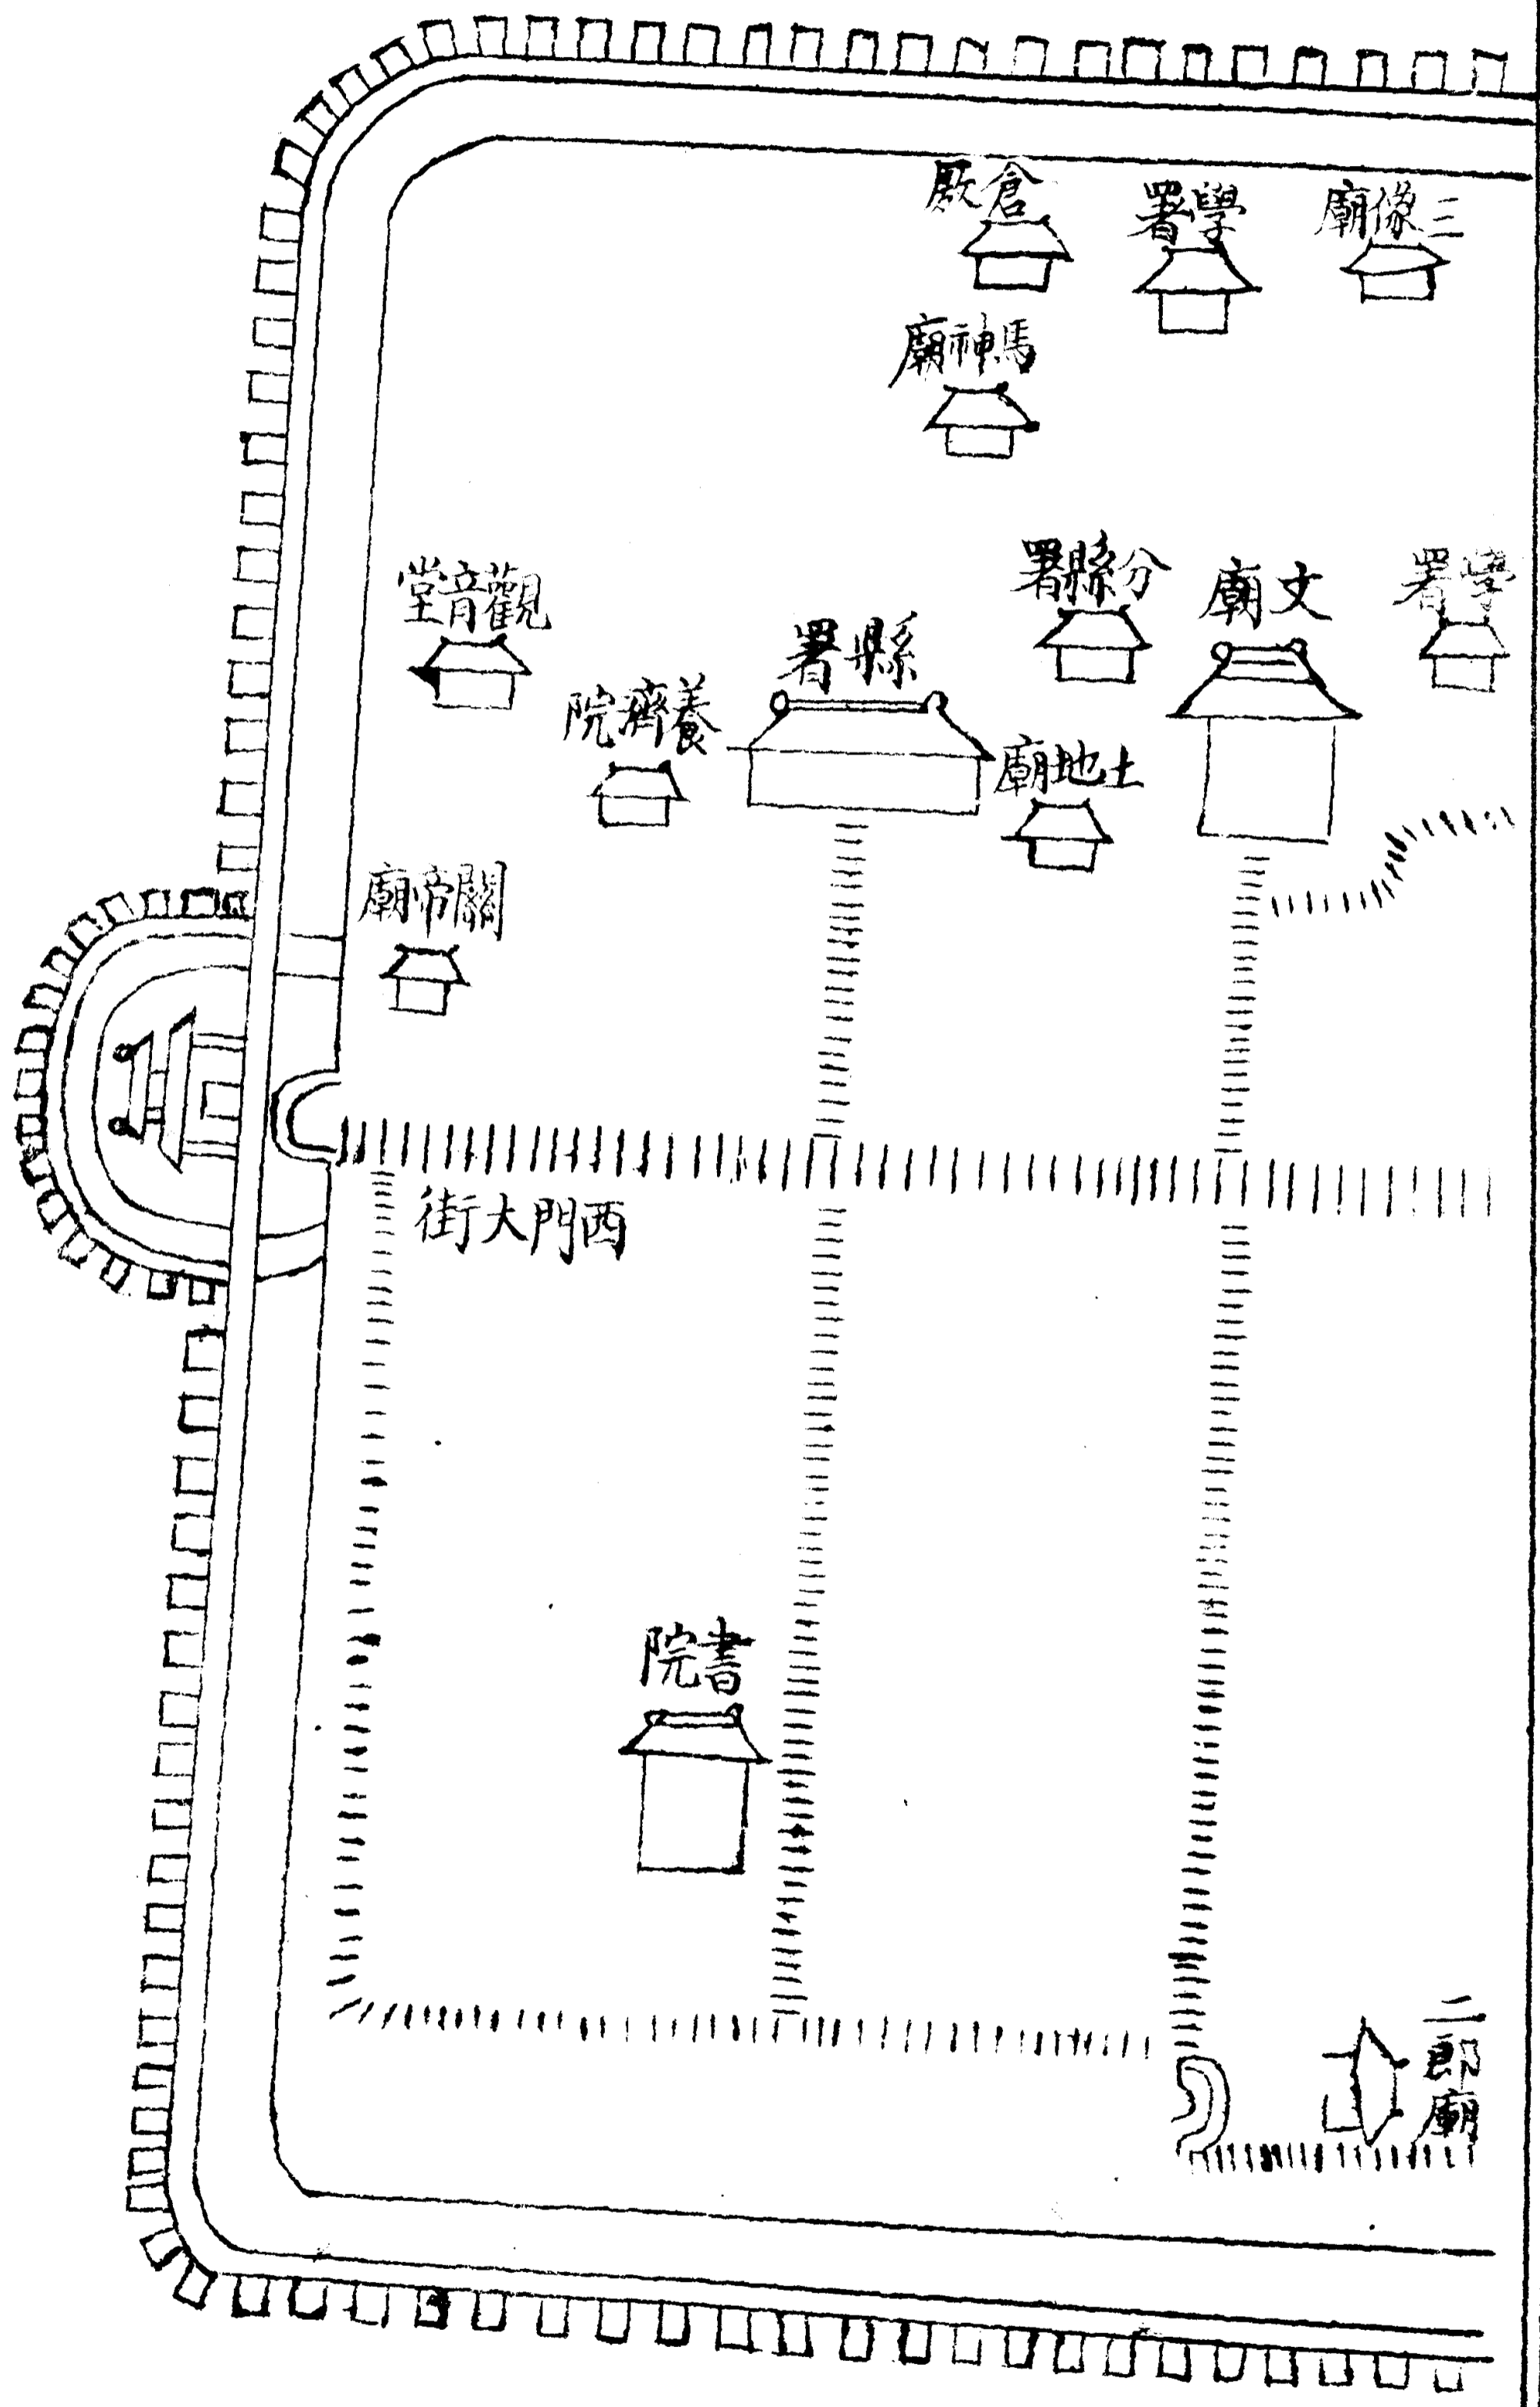 三像廟
學署
倉厫
馬神廟
學署
文廟
分縣署
縣署
土地廟
養濟院
觀音堂
關帝廟
西門大街
書院
二郎廟